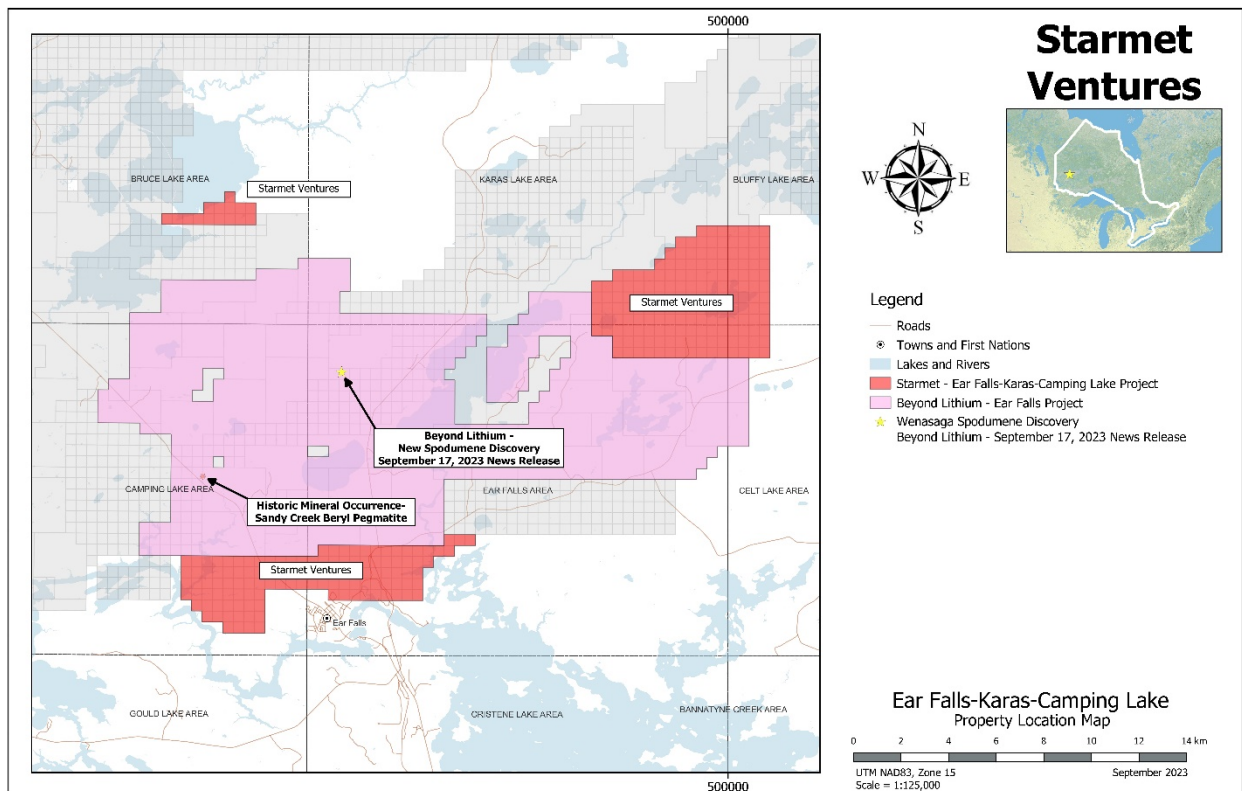 500000
BRUCE LAKE AREA
KARAS LAKE AREA
BLUFFY LAKE AREA
Starmet Ventures
Starmet Ventures
Beyond Lithium -
New Spodumene Discovery
September 17, 2023 News Release
CAMPING LAKE AREA
EAR FALLS AREA
CELT LAKE AREA
Historic Mineral Occurrence-
Sandy Creek Beryl Pegmatite
Starmet Ventures
Ear Falls
GOULD LAKE AREA
CRISTENE LAKE AREA
BANNATYNE CREEK AREA
500000
Starmet
Ventures
N
W
E
S
Legend
Roads
Towns and First Nations
Lakes and Rivers
Starmet - Ear Falls-Karas-Camping Lake Project
Beyond Lithium - Ear Falls Project
Wenasaga Spodumene Discovery
Beyond Lithium - September 17, 2023 News Release
Ear Falls-Karas-Camping Lake
Property Location Map
0 2 4 6 8 10 12 14 km
UTM NAD83, Zone 15
September 2023
Scale = 1:125,000